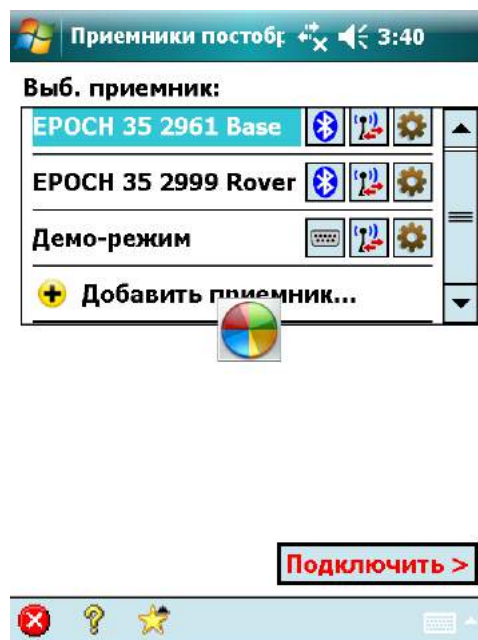 Приемники постобр 3:40
Выб. приемник:
EPOCH 35 2961 Base
EPOCH 35 2999 Rover
Демо-режим
Добавить приемник...
Подключить >